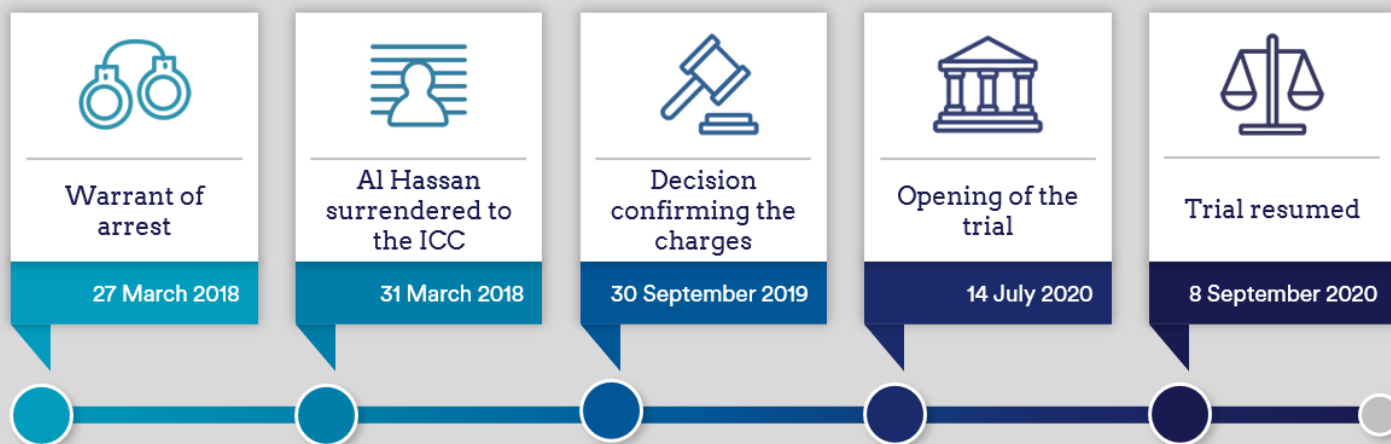 Warrant of
arrest
27 March 2018
Al Hassan
surrendered to
the ICC
31 March 2018
Decision
confirming the
charges
30 September 2019
Opening of the
trial
14 July 2020
Trial resumed
8 September 2020